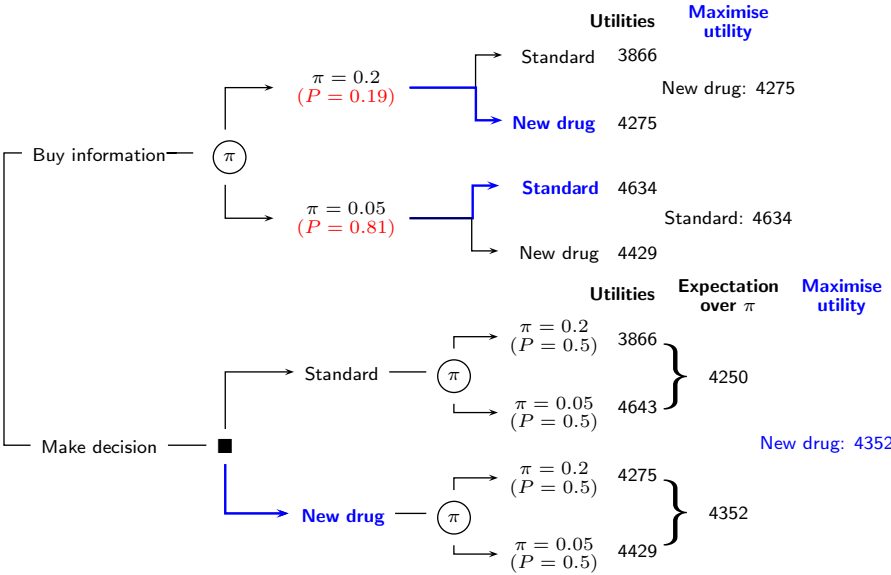 Utilities
Maximise
utility
Standard 3866
π = 0.2
(P = 0.19)
New drug: 4275
New drug 4275
Buy information
π
Standard 4634
π = 0.05
(P = 0.81)
Standard: 4634
New drug 4429
Utilities
Expectation
over π
Maximise
utility
π = 0.2
(P = 0.5)
3866
Standard
π
4250
π = 0.05
(P = 0.5)
4643
Make decision
New drug: 4352
π = 0.2
(P = 0.5)
4275
New drug
π
4352
π = 0.05
(P = 0.5)
4429